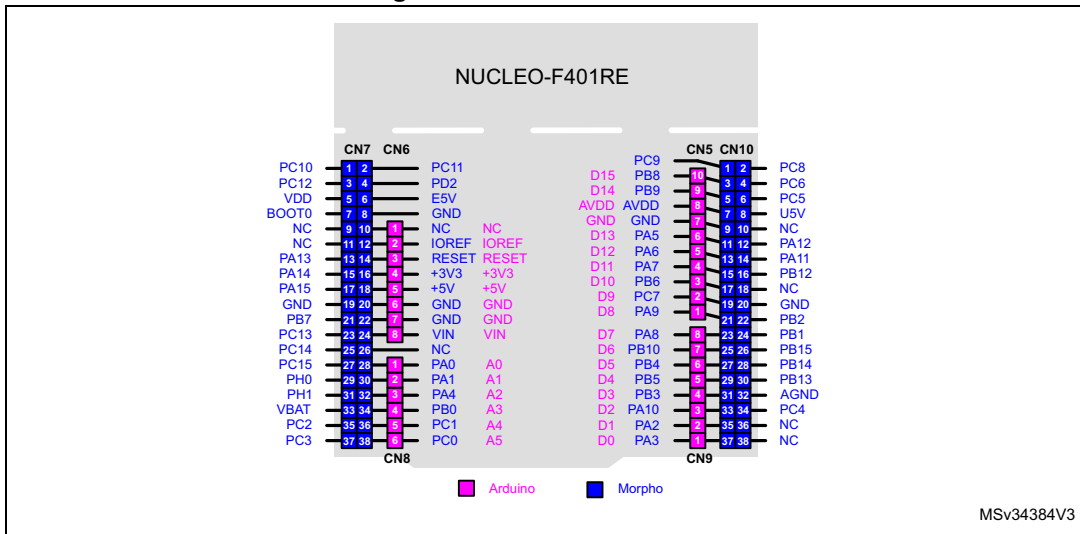 NUCLEO-F401RE
CN7 CN6 CN5 CN10
PC10 1 2 PC11 PC9 1 2 PC8
PC12 3 4 PD2 D15 PB8 10 3 4 PC6
VDD 5 6 E5V D14 PB9 9 5 6 PC5
BOOT0 7 8 GND AVDD AVDD 8 7 8 U5V
NC 9 10 1 NC NC GND GND 7 9 10 NC
NC 11 12 2 IOREF IOREF D13 PA5 6 11 12 PA12
PA13 13 14 3 RESET RESET D12 PA6 5 13 14 PA11
PA14 15 16 4 +3V3 +3V3 D11 PA7 4 15 16 PB12
PA15 17 18 5 +5V +5V D10 PB6 3 17 18 NC
GND 19 20 6 GND GND D9 PC7 2 19 20 GND
PB7 21 22 7 GND GND D8 PA9 1 21 22 PB2
PC13 23 24 8 VIN VIN D7 PA8 8 23 24 PB1
PC14 25 26 NC D6 PB10 7 25 26 PB15
PC15 27 28 1 PA0 A0 D5 PB4 6 27 28 PB14
PH0 29 30 2 PA1 A1 D4 PB5 5 29 30 PB13
PH1 31 32 3 PA4 A2 D3 PB3 4 31 32 AGND
VBAT 33 34 4 PB0 A3 D2 PA10 3 33 34 PC4
PC2 35 36 5 PC1 A4 D1 PA2 2 35 36 NC
PC3 37 38 6 PC0 A5 D0 PA3 1 37 38 NC
CN8 CN9
Arduino Morpho
MSv34384V3